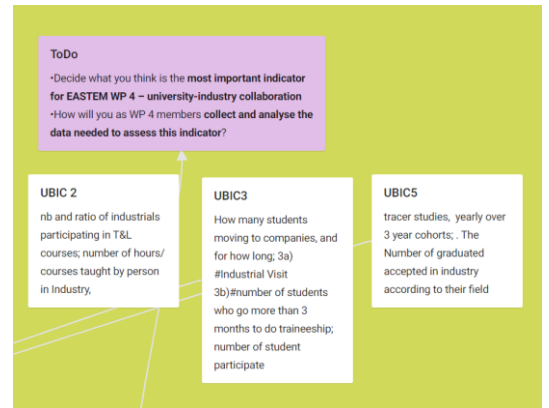 ToDo
•Decide what you think is the most important indicator
for EASTEM WP 4 – university-industry collaboration
•How will you as WP 4 members collect and analyse the
data needed to assess this indicator?
UBIC 2
nb and ratio of industrials
participating in T&L
courses; number of hours/
courses taught by person
in Industry,
UBIC3
How many students
moving to companies, and
for how long; 3a)
#Industrial Visit
3b)#number of students
who go more than 3
months to do traineeship;
number of student
participate
UBIC5
tracer studies, yearly over
3 year cohorts; . The
Number of graduated
accepted in industry
according to their field